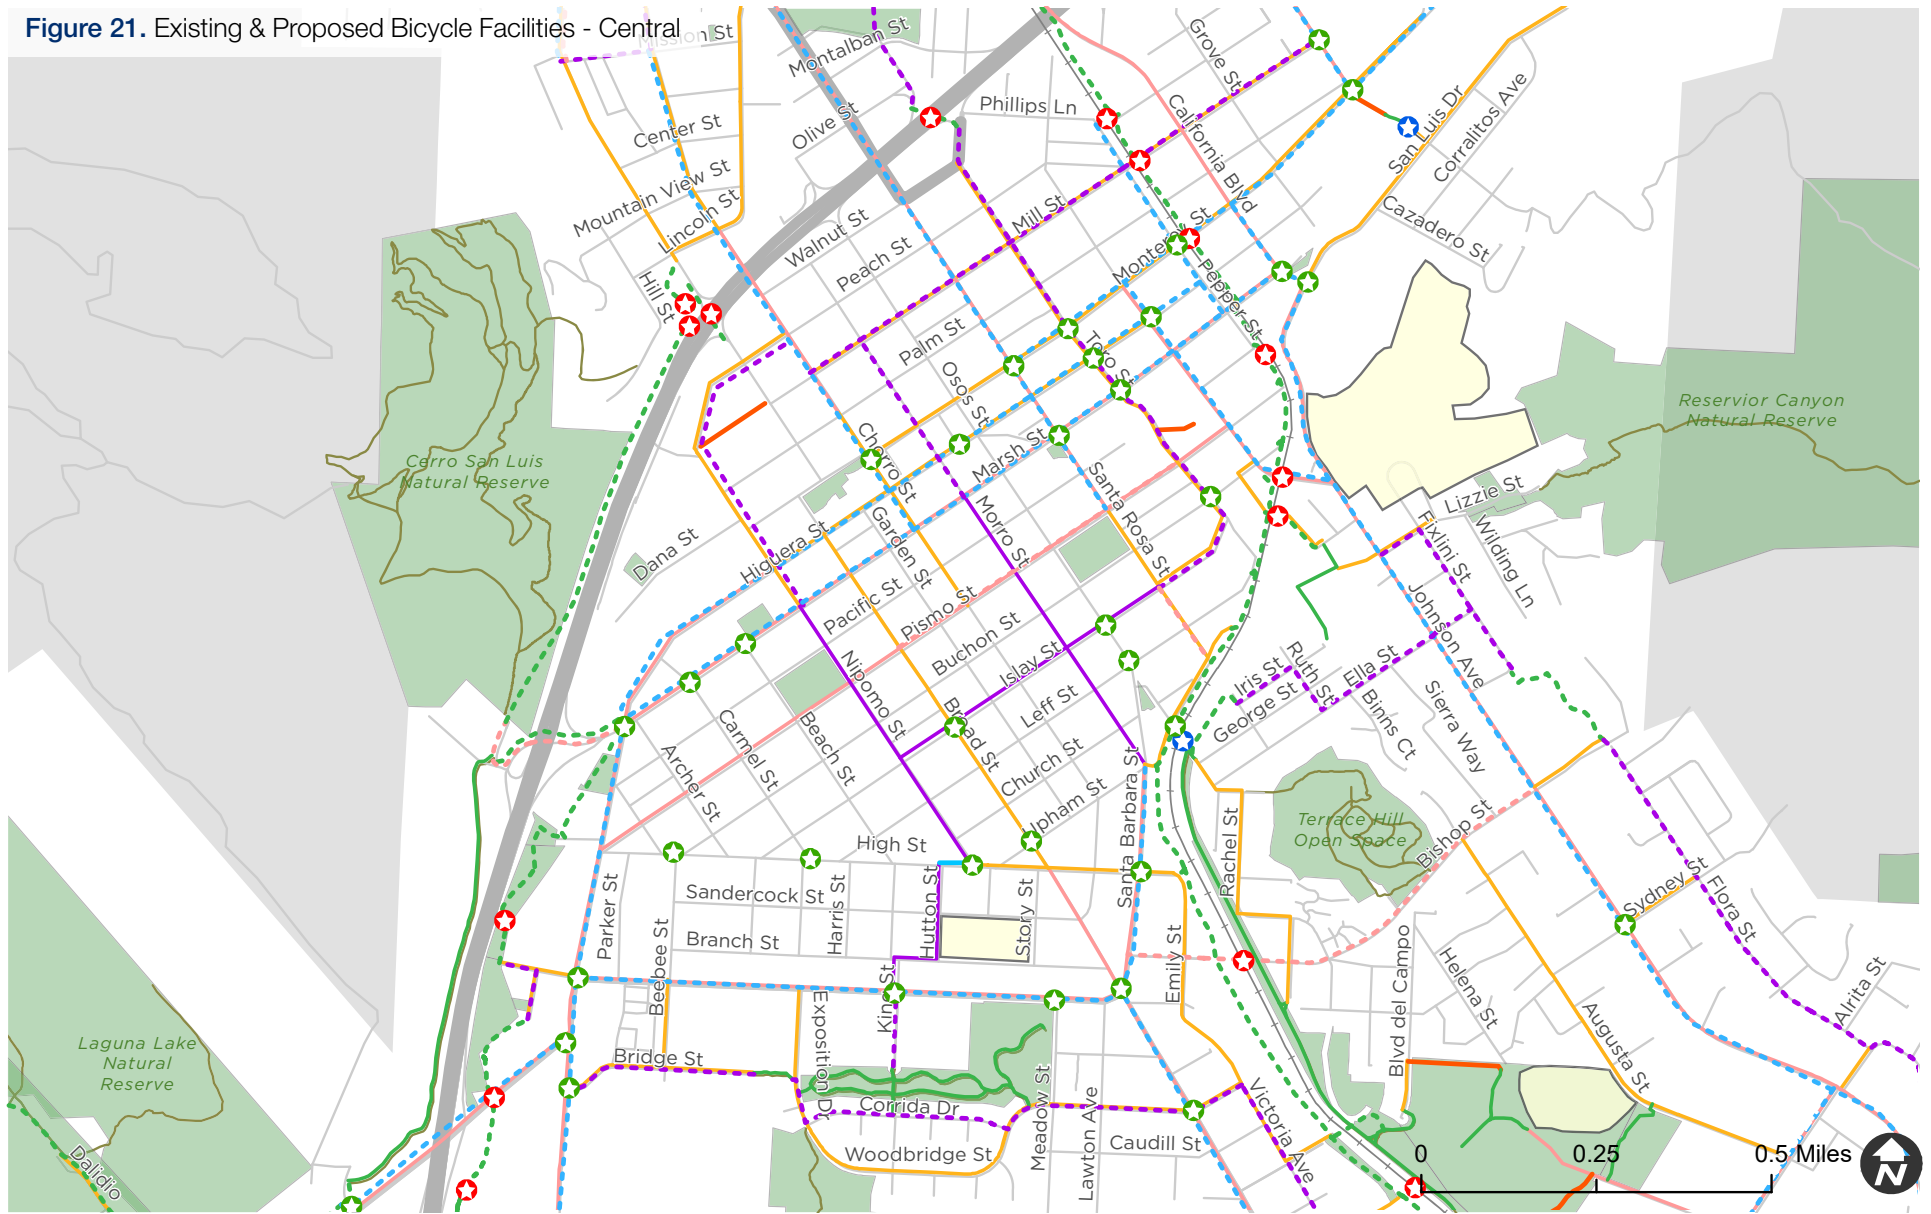 Figure 21. Existing & Proposed Bicycle Facilities - Central
Mission St
Montalban St
Grove St
Phillips Ln
California Blvd
San Luis Dr
Corralitos Ave
Center St
Olive St
Mountain View St
Lincoln St
Walnut St
Mill St
Cazadero St
Hill St
Peach St
Monterey St
Pepper St
Palm St
Toro St
Osos St
Reservior Canyon
Natural Reserve
Cerro San Luis
Natural Reserve
Chorro St
Marsh St
Santa Rosa St
Lizzie St
Morro St
Garden St
Fixlini St
Wilding Ln
Dana St
Higuera St
Pacific St
Pismo St
Buchon St
Johnson Ave
Islay St
Nipomo St
Iris St
Ruth St
Ella St
George St
Binns Ct
Sierra Way
Leff St
Broad St
Carmel St
Beach St
Archer St
Church St
Upham St
Santa Barbara St
Terrace Hill
Open Space
Bishop St
Rachel St
High St
Sandercock St
Parker St
Harris St
Hutton St
Story St
Sydney St
Flora St
Branch St
Beebee St
King St
Emily St
Blvd del Campo
Helena St
Alrita St
Exposition Dr
Augusta St
Laguna Lake
Natural
Reserve
Bridge St
Corrida Dr
Meadow St
Lawton Ave
Victoria Ave
Caudill St
Woodbridge St
Dalidio
0 0.25 0.5 Miles
N